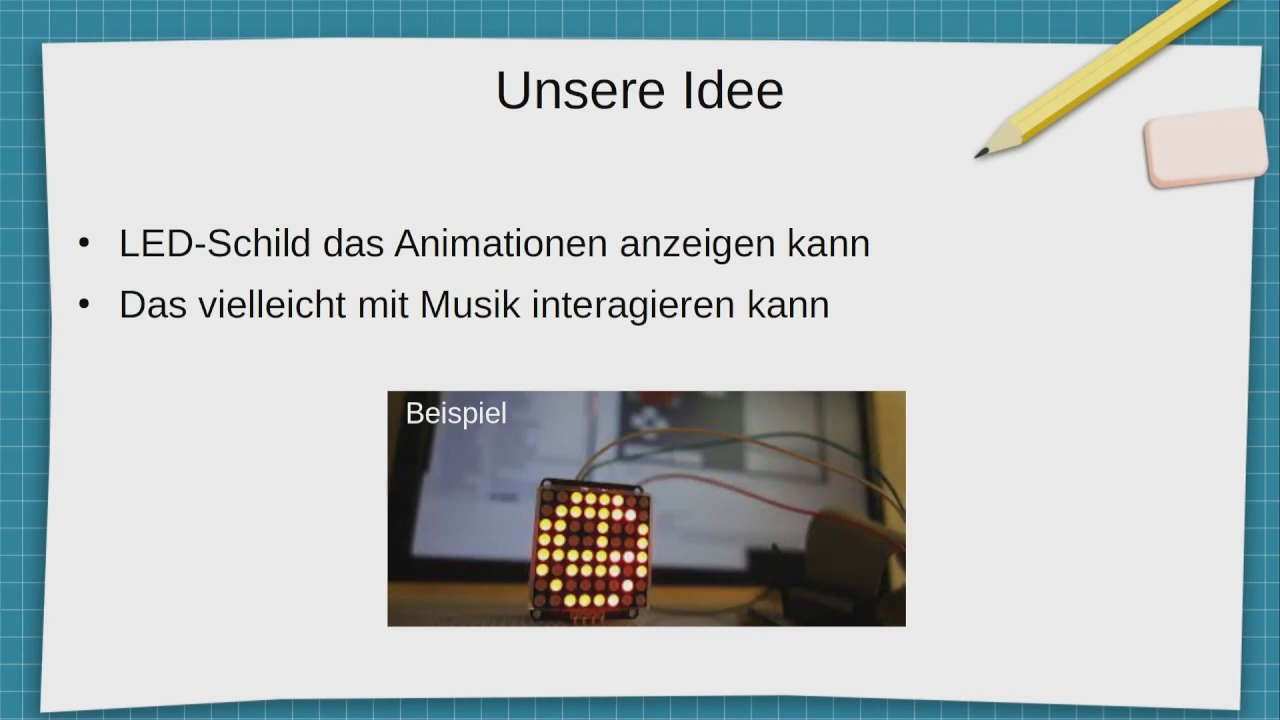 Unsere Idee
• LED-Schild das Animationen anzeigen kann
• Das vielleicht mit Musik interagieren kann
Beispiel